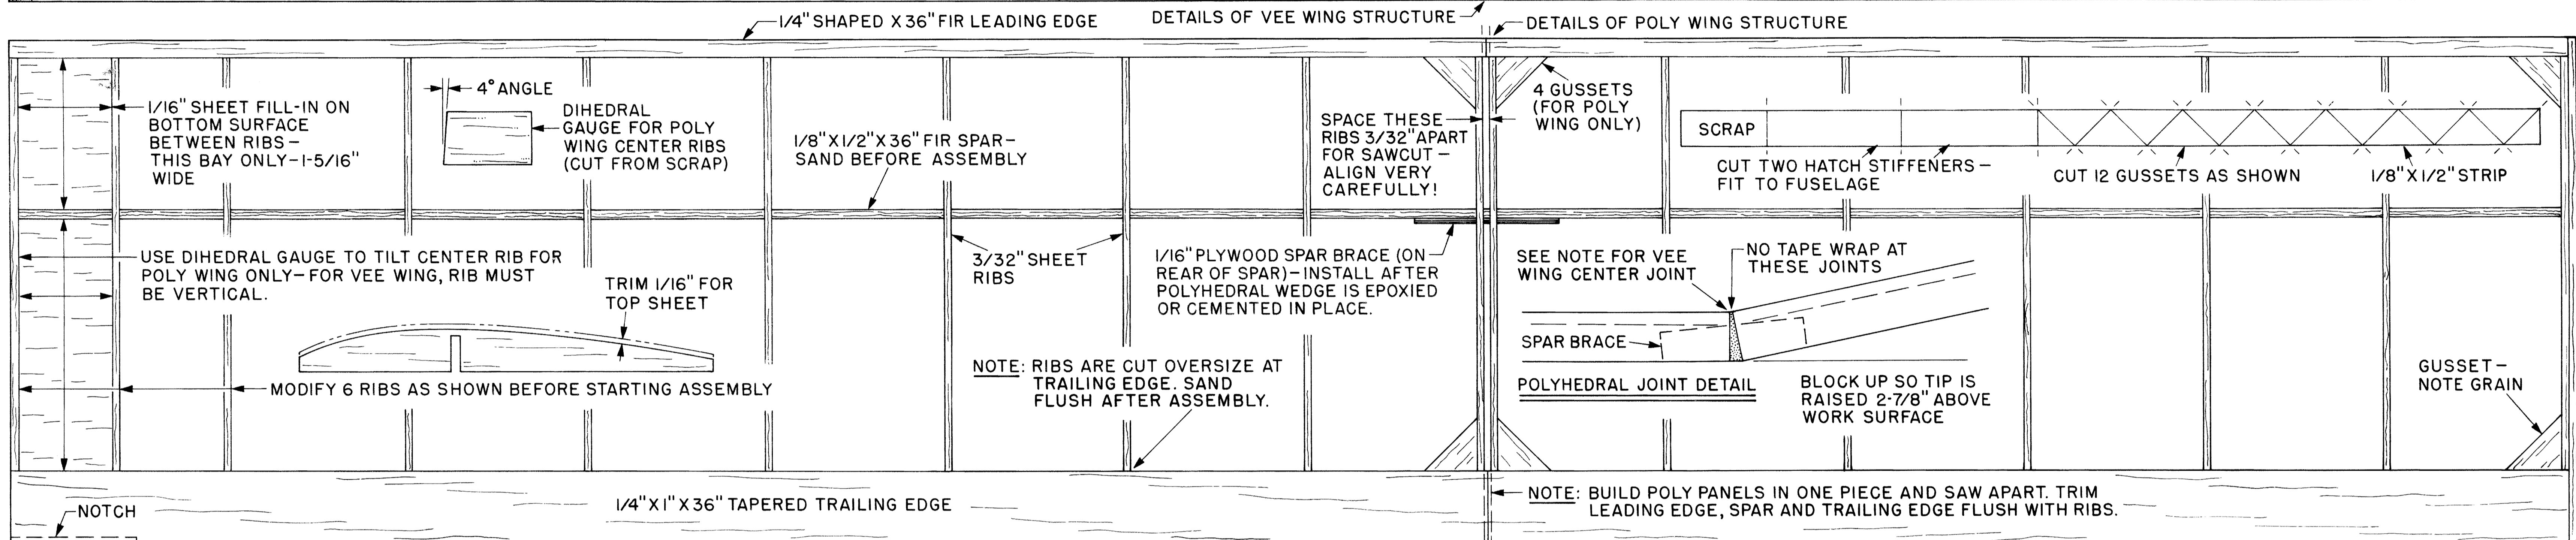 1/4" SHAPED X 36" FIR LEADING EDGE
DETAILS OF VEE WING STRUCTURE
DETAILS OF POLY WING STRUCTURE
1/16" SHEET FILL-IN ON
BOTTOM SURFACE
BETWEEN RIBS–
THIS BAY ONLY–1-5/16"
WIDE
4° ANGLE
DIHEDRAL
GAUGE FOR POLY
WING CENTER RIBS
(CUT FROM SCRAP)
1/8" X 1/2" X 36" FIR SPAR–
SAND BEFORE ASSEMBLY
SPACE THESE
RIBS 3/32" APART
FOR SAWCUT –
ALIGN VERY
CAREFULLY!
4 GUSSETS
(FOR POLY
WING ONLY)
SCRAP
CUT TWO HATCH STIFFENERS–
FIT TO FUSELAGE
CUT 12 GUSSETS AS SHOWN
1/8" X 1/2" STRIP
USE DIHEDRAL GAUGE TO TILT CENTER RIB FOR
POLY WING ONLY–FOR VEE WING, RIB MUST
BE VERTICAL.
TRIM 1/16" FOR
TOP SHEET
MODIFY 6 RIBS AS SHOWN BEFORE STARTING ASSEMBLY
3/32" SHEET
RIBS
1/16" PLYWOOD SPAR BRACE (ON
REAR OF SPAR)–INSTALL AFTER
POLYHEDRAL WEDGE IS EPOXIED
OR CEMENTED IN PLACE.
NOTE: RIBS ARE CUT OVERSIZE AT
TRAILING EDGE. SAND
FLUSH AFTER ASSEMBLY.
SEE NOTE FOR VEE
WING CENTER JOINT
NO TAPE WRAP AT
THESE JOINTS
SPAR BRACE
POLYHEDRAL JOINT DETAIL
BLOCK UP SO TIP IS
RAISED 2-7/8" ABOVE
WORK SURFACE
GUSSET–
NOTE GRAIN
1/4" X 1" X 36" TAPERED TRAILING EDGE
NOTCH
NOTE: BUILD POLY PANELS IN ONE PIECE AND SAW APART. TRIM
LEADING EDGE, SPAR AND TRAILING EDGE FLUSH WITH RIBS.